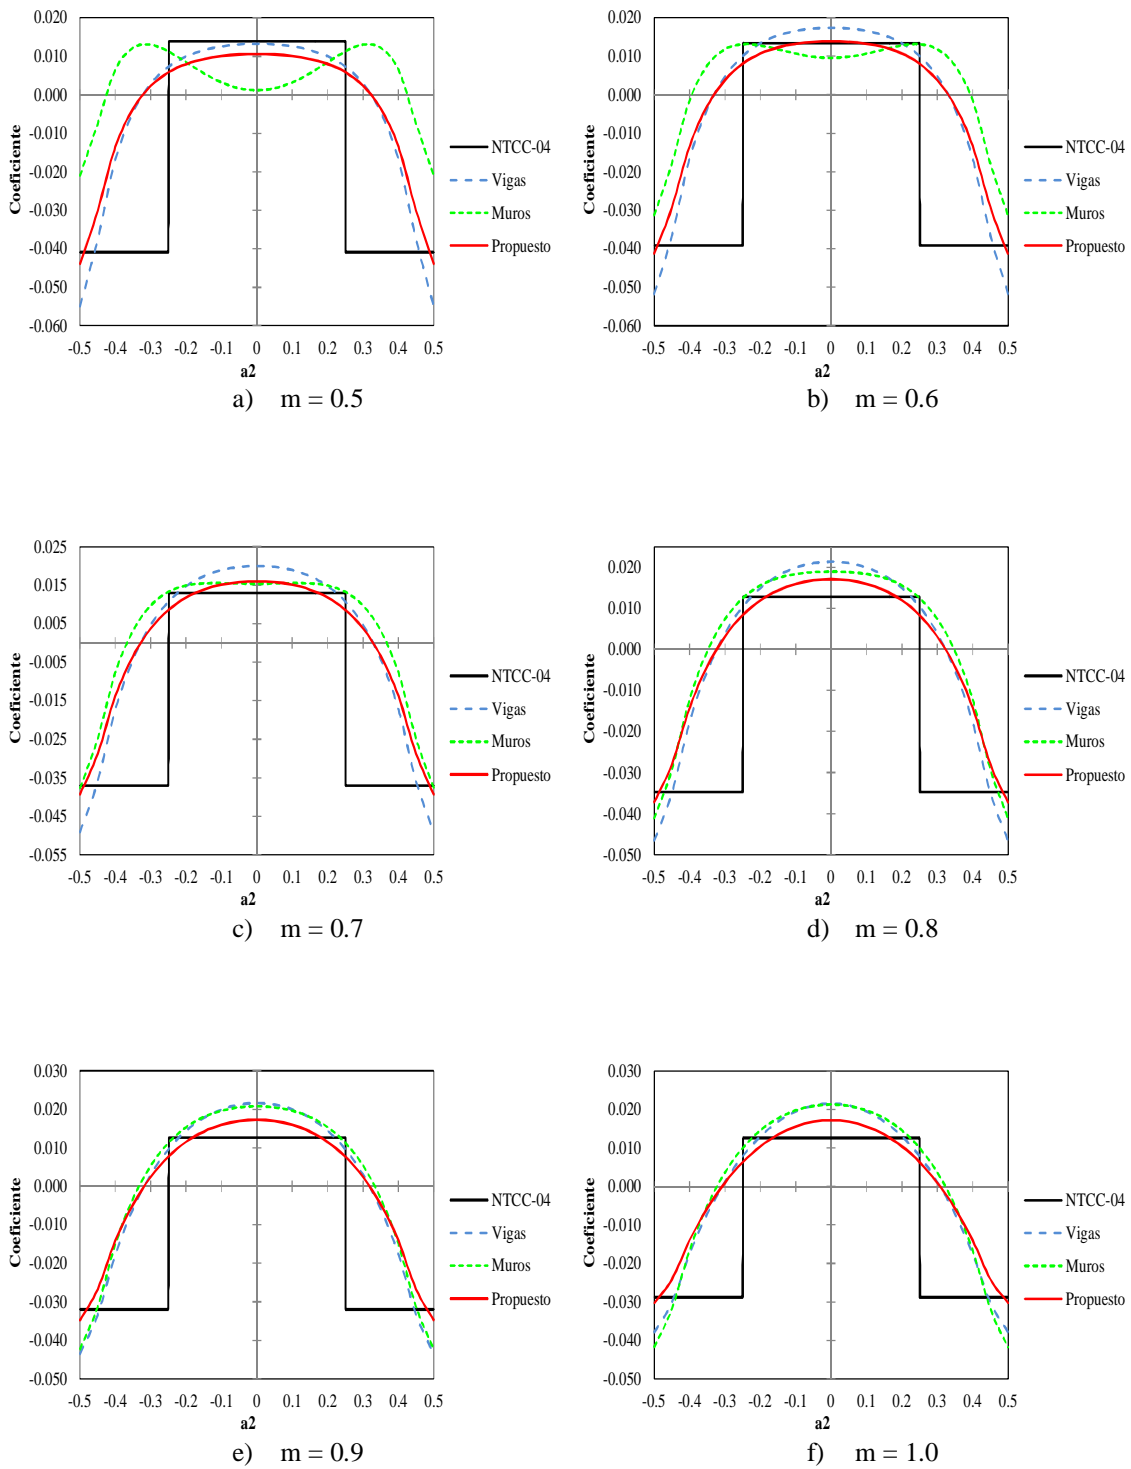 0.020
0.010
0.000
-0.010
-0.020
-0.030
-0.040
-0.050
-0.060
Coeficiente
-0.5 -0.4 -0.3 -0.2 -0.1 0 0.1 0.2 0.3 0.4 0.5
a2
NTCC-04
Vigas
Muros
Propuesto
a) m = 0.5
0.020
0.010
0.000
-0.010
-0.020
-0.030
-0.040
-0.050
-0.060
Coeficiente
-0.5 -0.4 -0.3 -0.2 -0.1 0 0.1 0.2 0.3 0.4 0.5
a2
NTCC-04
Vigas
Muros
Propuesto
b) m = 0.6
0.025
0.015
0.005
-0.005
-0.015
-0.025
-0.035
-0.045
-0.055
Coeficiente
-0.5 -0.4 -0.3 -0.2 -0.1 0 0.1 0.2 0.3 0.4 0.5
a2
NTCC-04
Vigas
Muros
Propuesto
c) m = 0.7
0.020
0.010
0.000
-0.010
-0.020
-0.030
-0.040
-0.050
Coeficiente
-0.5 -0.4 -0.3 -0.2 -0.1 0 0.1 0.2 0.3 0.4 0.5
a2
NTCC-04
Vigas
Muros
Propuesto
d) m = 0.8
0.030
0.020
0.010
0.000
-0.010
-0.020
-0.030
-0.040
-0.050
Coeficiente
-0.5 -0.4 -0.3 -0.2 -0.1 0 0.1 0.2 0.3 0.4 0.5
a2
NTCC-04
Vigas
Muros
Propuesto
e) m = 0.9
0.030
0.020
0.010
0.000
-0.010
-0.020
-0.030
-0.040
-0.050
Coeficiente
-0.5 -0.4 -0.3 -0.2 -0.1 0 0.1 0.2 0.3 0.4 0.5
a2
NTCC-04
Vigas
Muros
Propuesto
f) m = 1.0